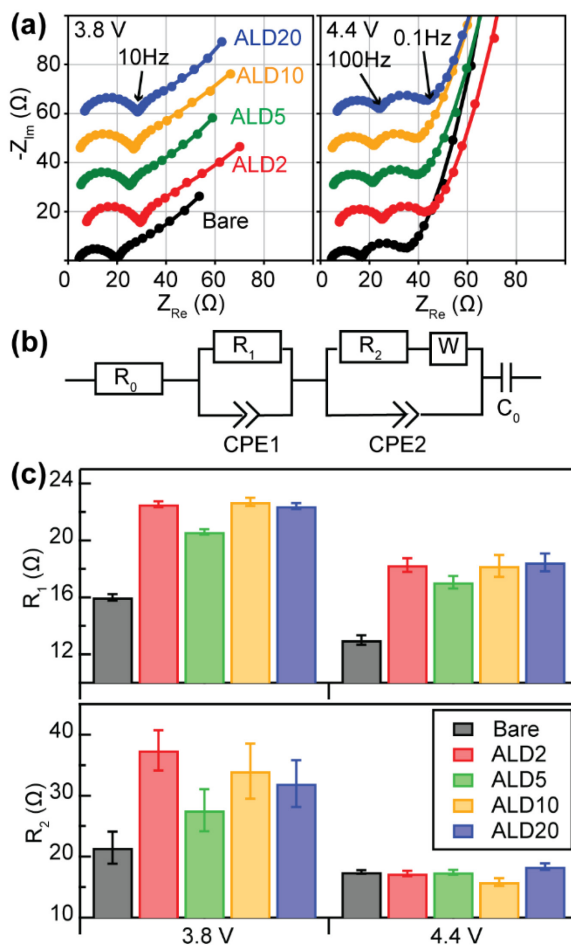 (a)
3.8 V
10Hz
ALD20
ALD10
ALD5
ALD2
Bare
4.4 V
100Hz
0.1Hz
-Z_Im (Ω)
80
60
40
20
0 20 40 60 80
Z_Re (Ω)
0 20 40 60 80
Z_Re (Ω)
(b)
R_0
R_1
CPE1
R_2
W
CPE2
C_0
(c)
R_1 (Ω)
24
22
16
12
R_2 (Ω)
40
30
20
10
Bare
ALD2
ALD5
ALD10
ALD20
3.8 V
4.4 V